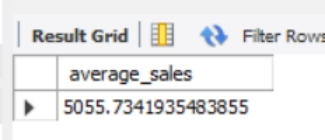 Result Grid Filter Rows
average_sales
5055.7341935483855